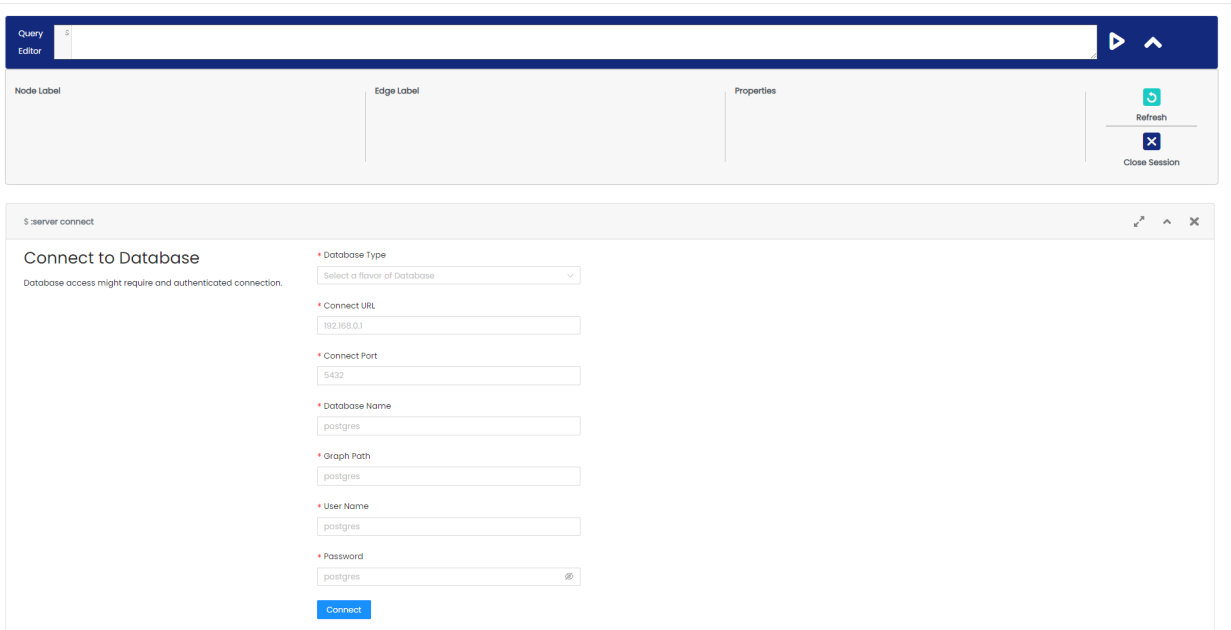 Query
Editor
$
Node Label
Edge Label
Properties
Refresh
Close Session
$ :server connect
Connect to Database
Database access might require and authenticated connection.
* Database Type
Select a flavor of Database
* Connect URL
192.168.0.1
* Connect Port
5432
* Database Name
postgres
* Graph Path
postgres
* User Name
postgres
* Password
postgres
Connect